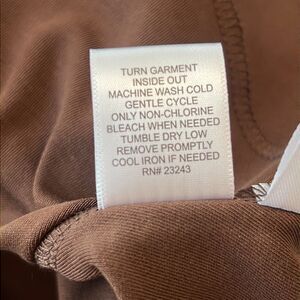 TURN GARMENT
INSIDE OUT
MACHINE WASH COLD
GENTLE CYCLE
ONLY NON-CHLORINE
BLEACH WHEN NEEDED
TUMBLE DRY LOW
REMOVE PROMPTLY
COOL IRON IF NEEDED
RN# 23243